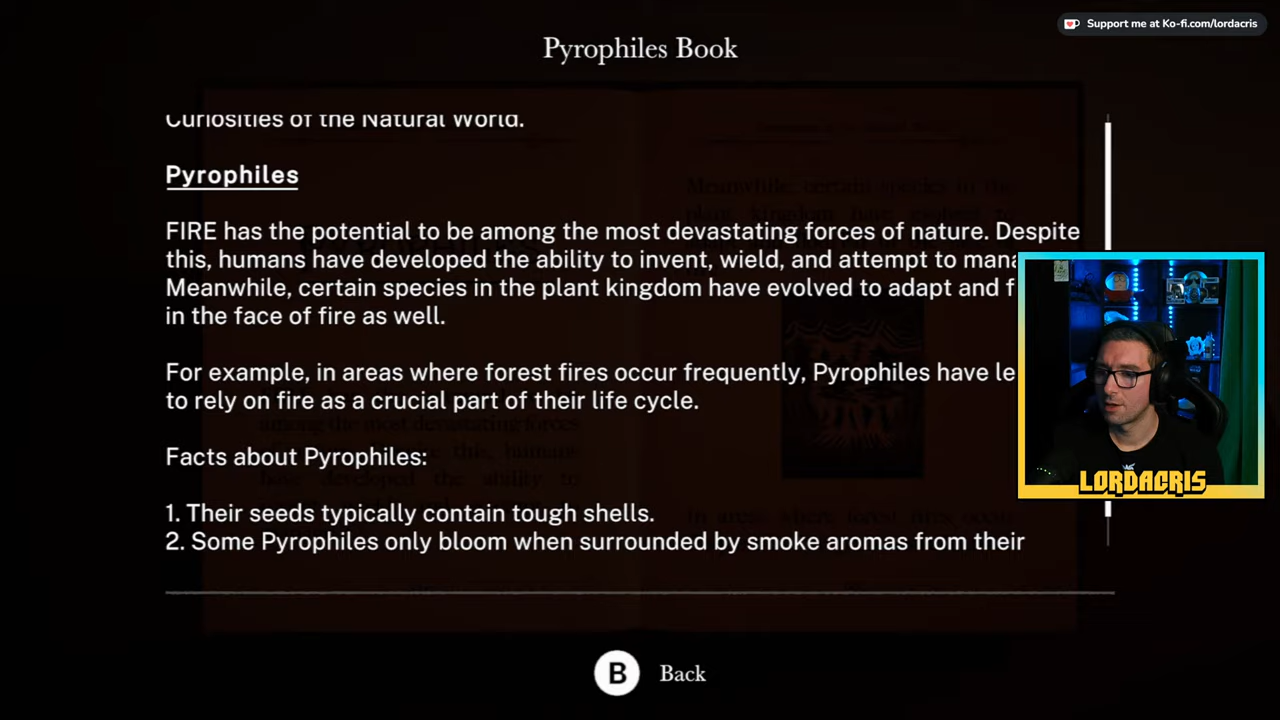 Support me at Ko-fi.com/lordacris
Pyrophiles Book
Curiosities of the Natural World.
Pyrophiles
FIRE has the potential to be among the most devastating forces of nature. Despite
this, humans have developed the ability to invent, wield, and attempt to mana
Meanwhile, certain species in the plant kingdom have evolved to adapt and f
in the face of fire as well.
For example, in areas where forest fires occur frequently, Pyrophiles have le
to rely on fire as a crucial part of their life cycle.
Facts about Pyrophiles:
1. Their seeds typically contain tough shells.
2. Some Pyrophiles only bloom when surrounded by smoke aromas from their
LORDACRIS
B Back